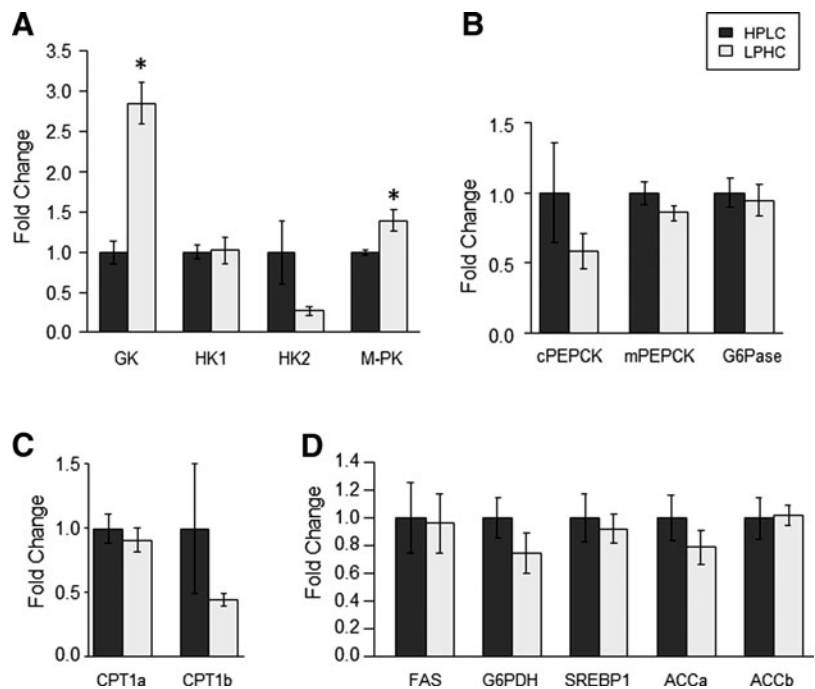 A
Fold Change
3.5
3.0
2.5
2.0
1.5
1.0
0.5
0.0
*
*
GK HK1 HK2 M-PK
B
HPLC
LPHC
Fold Change
1.5
1.0
0.5
0.0
cPEPCK mPEPCK G6Pase
C
Fold Change
1.5
1.0
0.5
0.0
CPT1a CPT1b
D
Fold Change
1.4
1.2
1.0
0.8
0.6
0.4
0.2
0.0
FAS G6PDH SREBP1 ACCa ACCb